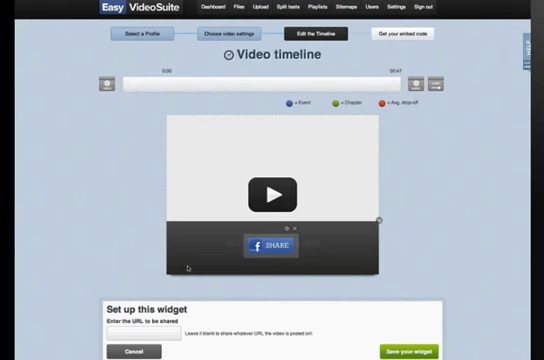 Easy VideoSuite Dashboard Files Upload Split tests Playlists Sitemaps Users Settings Sign out
Select a Profile Choose video settings Edit the Timeline Get your embed code
HELP
Video timeline
0:00 00:47
= Event = Chapter = Avg. drop-off
f SHARE
Set up this widget
Enter the URL to be shared
Leave it blank to share whatever URL the video is posted on!
Cancel Save your widget